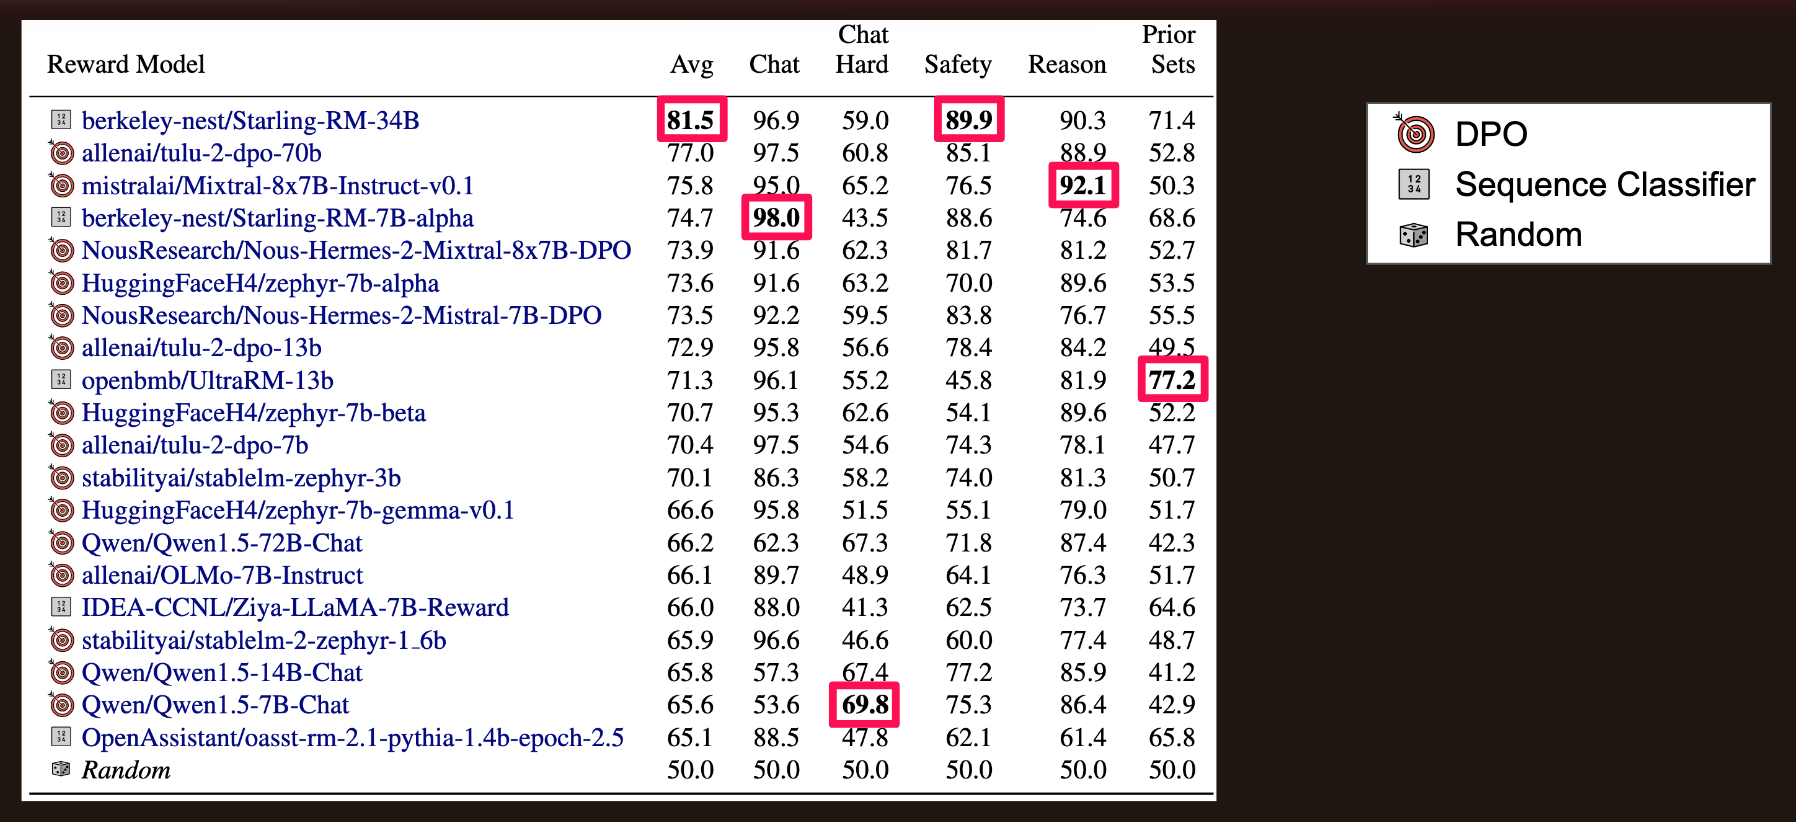 Chat Prior
Reward Model Avg Chat Hard Safety Reason Sets
berkeley-nest/Starling-RM-34B 81.5 96.9 59.0 89.9 90.3 71.4
allenai/tulu-2-dpo-70b 77.0 97.5 60.8 85.1 88.9 52.8
mistralai/Mixtral-8x7B-Instruct-v0.1 75.8 95.0 65.2 76.5 92.1 50.3
berkeley-nest/Starling-RM-7B-alpha 74.7 98.0 43.5 88.6 74.6 68.6
NousResearch/Nous-Hermes-2-Mixtral-8x7B-DPO 73.9 91.6 62.3 81.7 81.2 52.7
HuggingFaceH4/zephyr-7b-alpha 73.6 91.6 63.2 70.0 89.6 53.5
NousResearch/Nous-Hermes-2-Mistral-7B-DPO 73.5 92.2 59.5 83.8 76.7 55.5
allenai/tulu-2-dpo-13b 72.9 95.8 56.6 78.4 84.2 49.5
openbmb/UltraRM-13b 71.3 96.1 55.2 45.8 81.9 77.2
HuggingFaceH4/zephyr-7b-beta 70.7 95.3 62.6 54.1 89.6 52.2
allenai/tulu-2-dpo-7b 70.4 97.5 54.6 74.3 78.1 47.7
stabilityai/stablelm-zephyr-3b 70.1 86.3 58.2 74.0 81.3 50.7
HuggingFaceH4/zephyr-7b-gemma-v0.1 66.6 95.8 51.5 55.1 79.0 51.7
Qwen/Qwen1.5-72B-Chat 66.2 62.3 67.3 71.8 87.4 42.3
allenai/OLMo-7B-Instruct 66.1 89.7 48.9 64.1 76.3 51.7
IDEA-CCNL/Ziya-LLaMA-7B-Reward 66.0 88.0 41.3 62.5 73.7 64.6
stabilityai/stablelm-2-zephyr-1_6b 65.9 96.6 46.6 60.0 77.4 48.7
Qwen/Qwen1.5-14B-Chat 65.8 57.3 67.4 77.2 85.9 41.2
Qwen/Qwen1.5-7B-Chat 65.6 53.6 69.8 75.3 86.4 42.9
OpenAssistant/oasst-rm-2.1-pythia-1.4b-epoch-2.5 65.1 88.5 47.8 62.1 61.4 65.8
Random 50.0 50.0 50.0 50.0 50.0 50.0
DPO
Sequence Classifier
Random